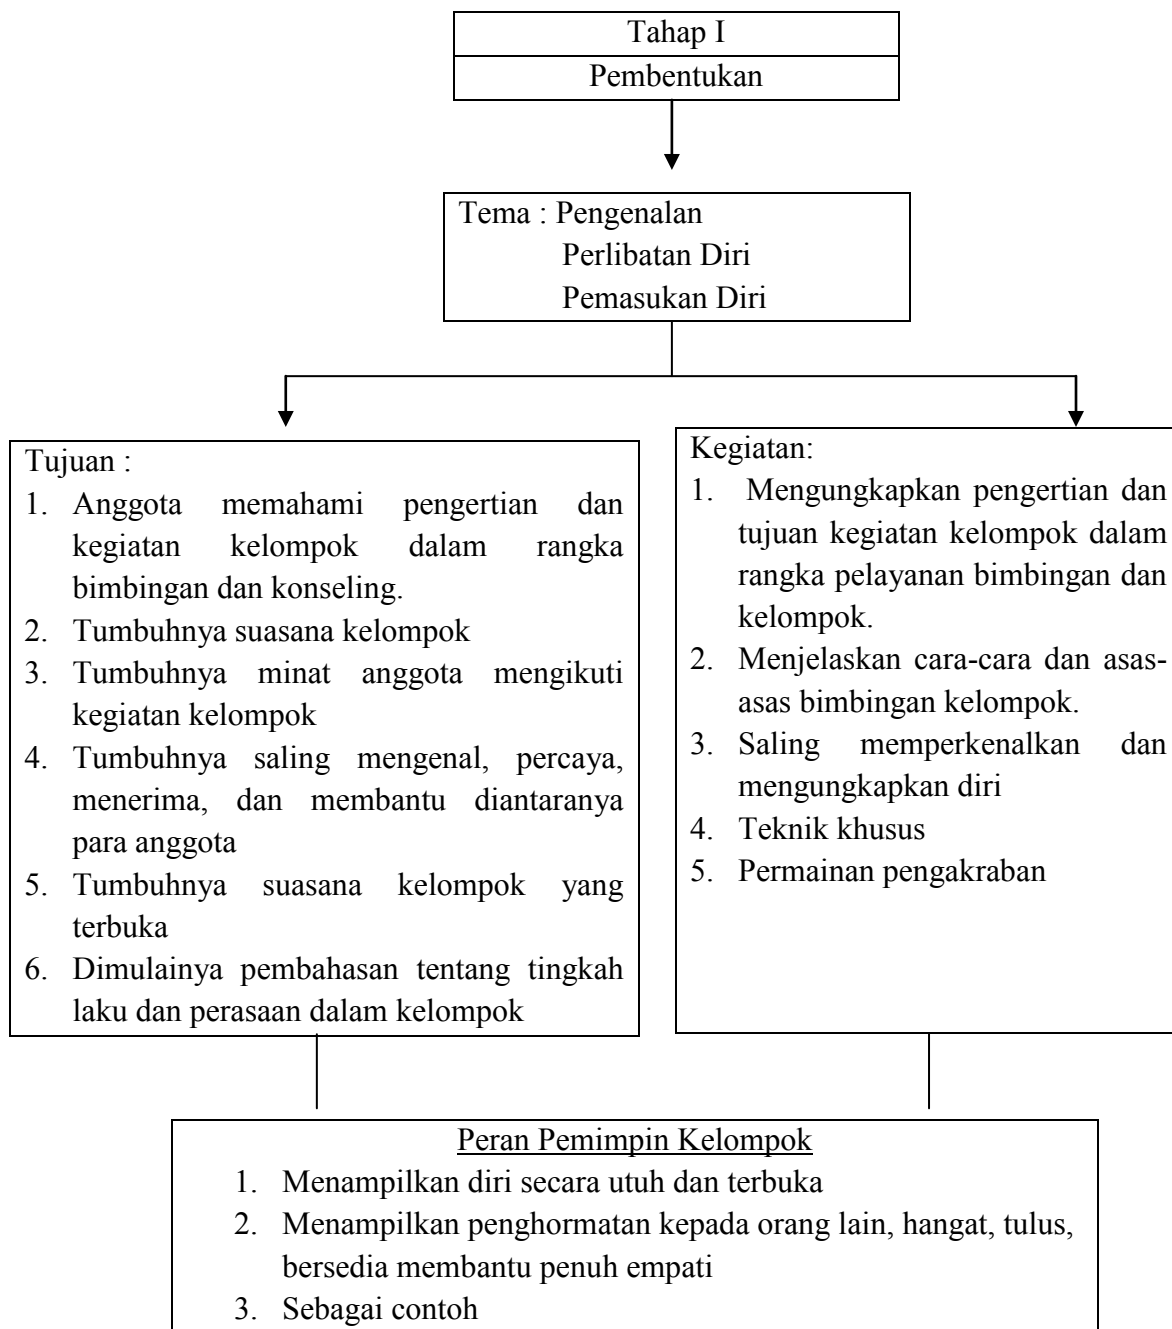 Tahap I
Pembentukan
Tema : Pengenalan
Perlibatan Diri
Pemasukan Diri
Tujuan :
1. Anggota memahami pengertian dan
kegiatan kelompok dalam rangka
bimbingan dan konseling.
2. Tumbuhnya suasana kelompok
3. Tumbuhnya minat anggota mengikuti
kegiatan kelompok
4. Tumbuhnya saling mengenal, percaya,
menerima, dan membantu diantaranya
para anggota
5. Tumbuhnya suasana kelompok yang
terbuka
6. Dimulainya pembahasan tentang tingkah
laku dan perasaan dalam kelompok
Kegiatan:
1. Mengungkapkan pengertian dan
tujuan kegiatan kelompok dalam
rangka pelayanan bimbingan dan
kelompok.
2. Menjelaskan cara-cara dan asas-
asas bimbingan kelompok.
3. Saling memperkenalkan dan
mengungkapkan diri
4. Teknik khusus
5. Permainan pengakraban
Peran Pemimpin Kelompok
1. Menampilkan diri secara utuh dan terbuka
2. Menampilkan penghormatan kepada orang lain, hangat, tulus,
bersedia membantu penuh empati
3. Sebagai contoh